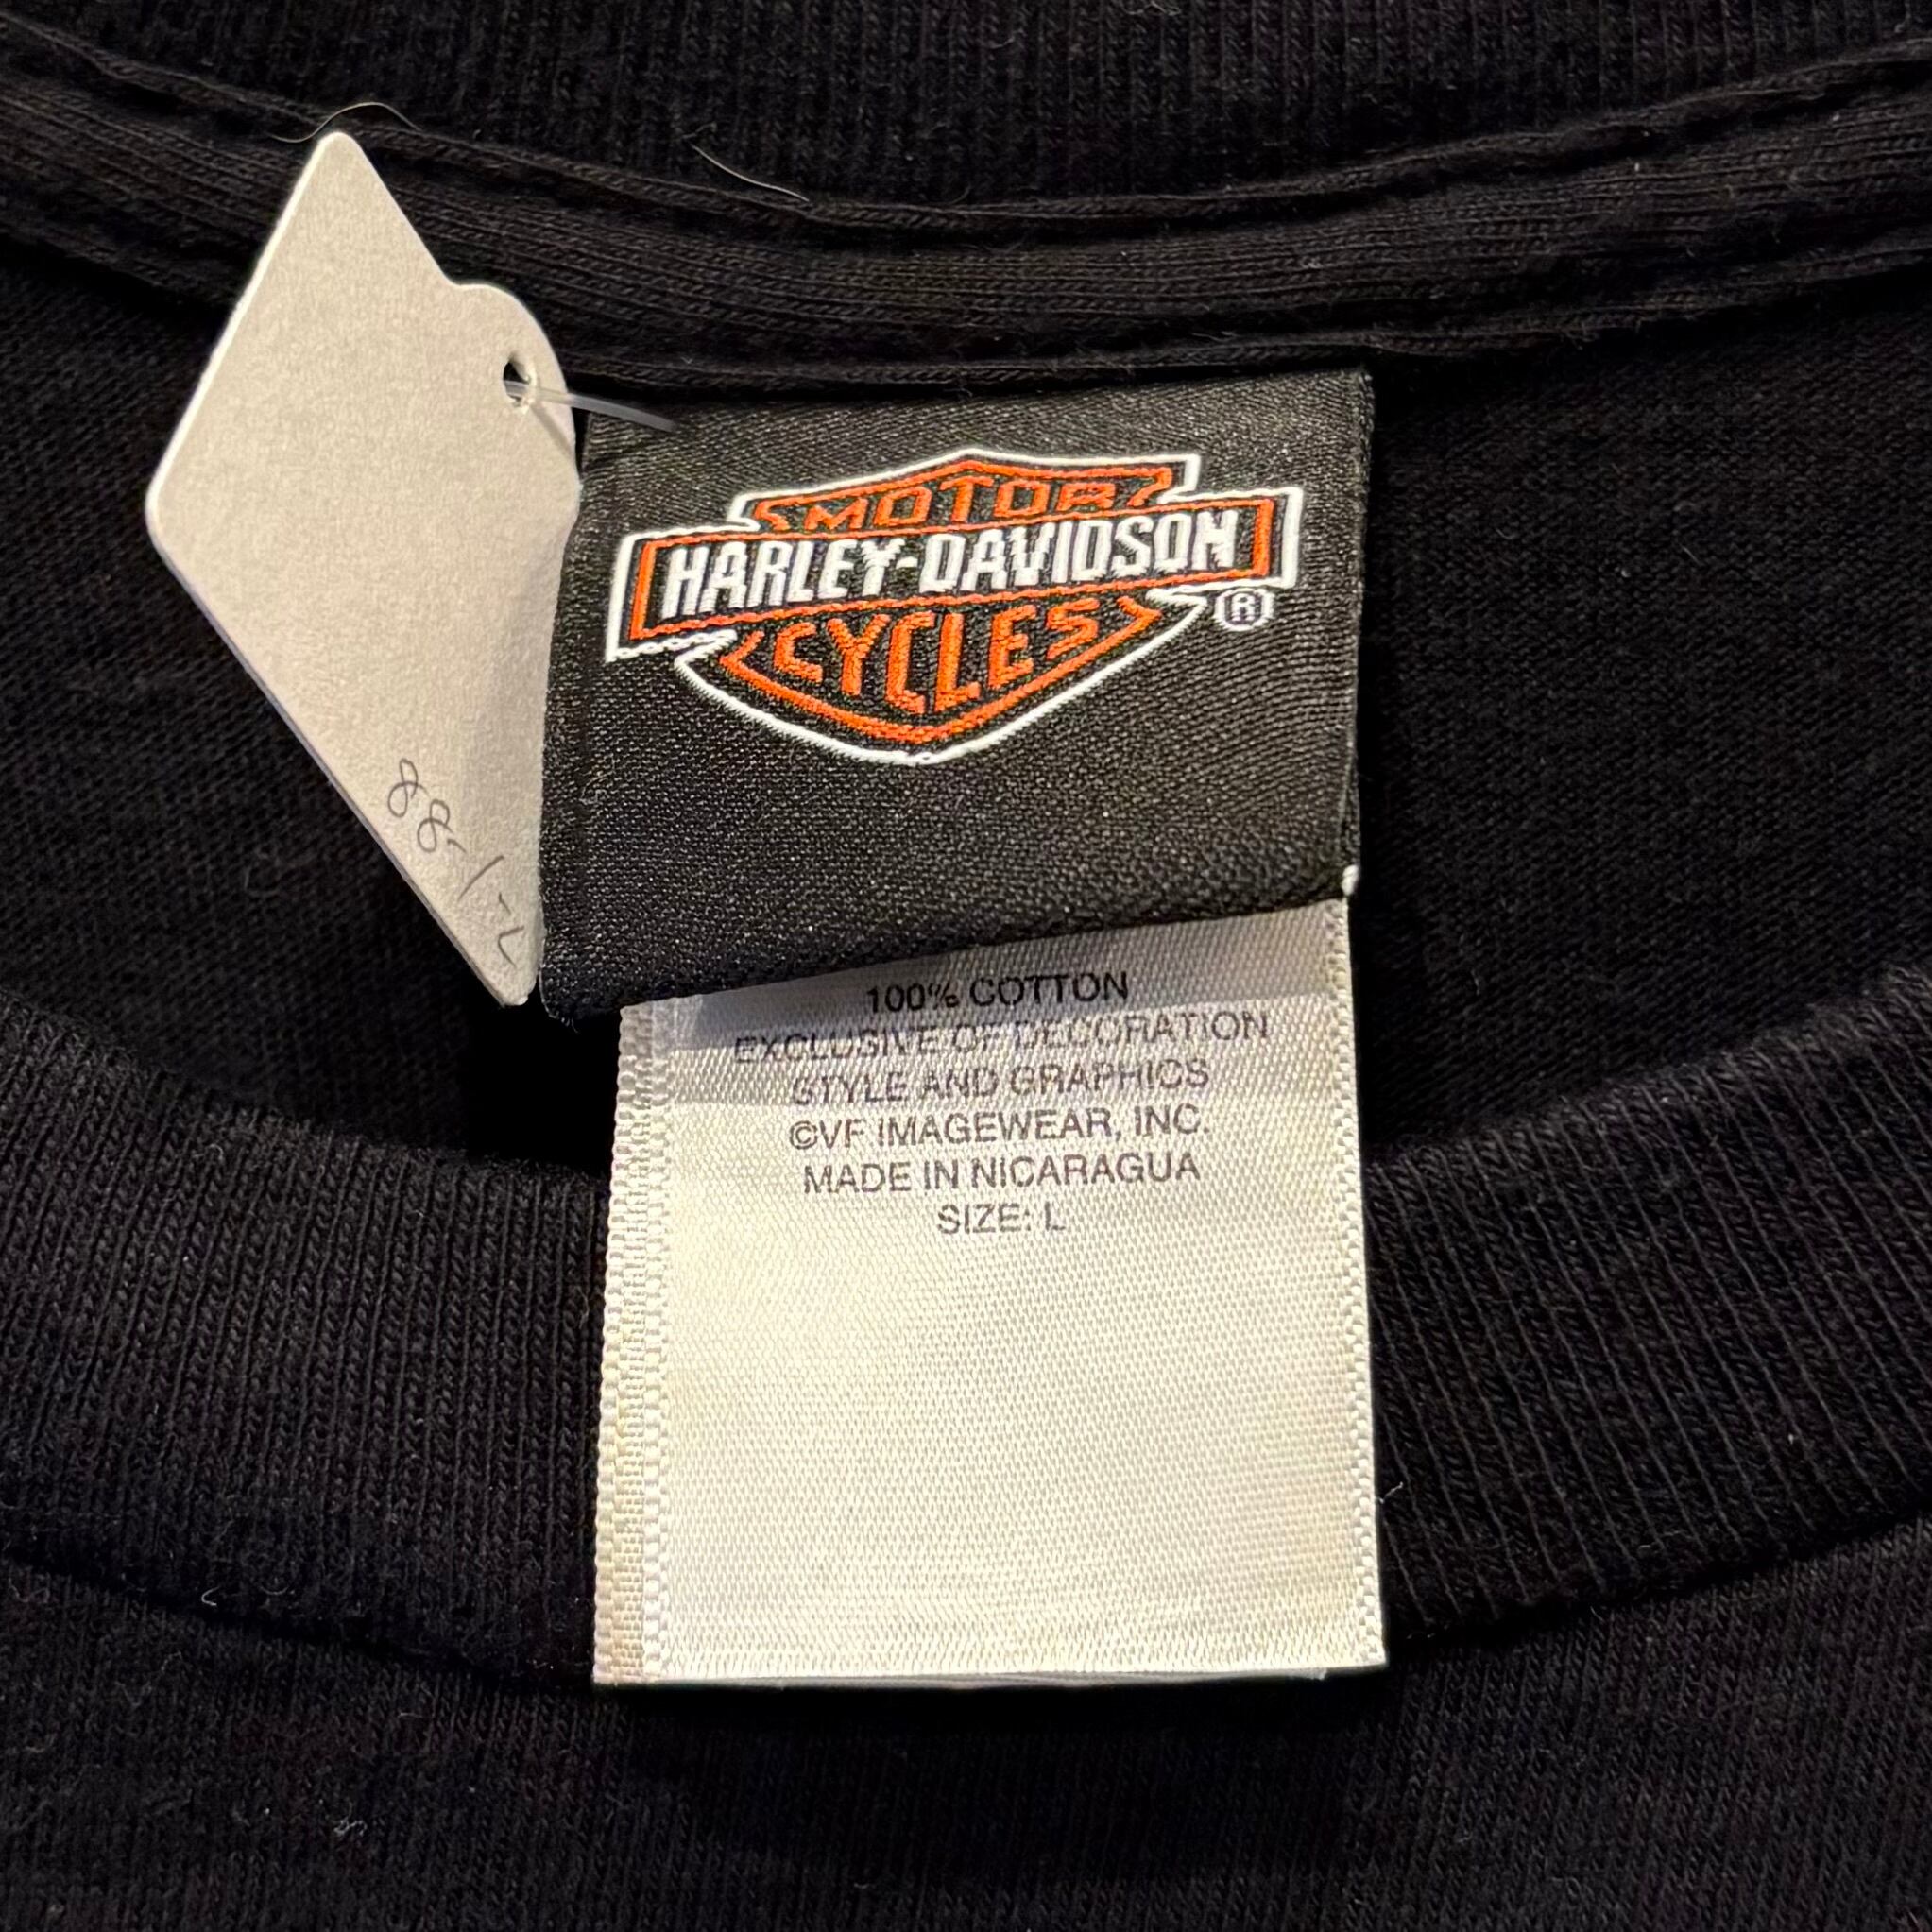 MOTOR
HARLEY-DAVIDSON
CYCLES
®
100% COTTON
EXCLUSIVE OF DECORATION
STYLE AND GRAPHICS
©VF IMAGEWEAR, INC.
MADE IN NICARAGUA
SIZE: L